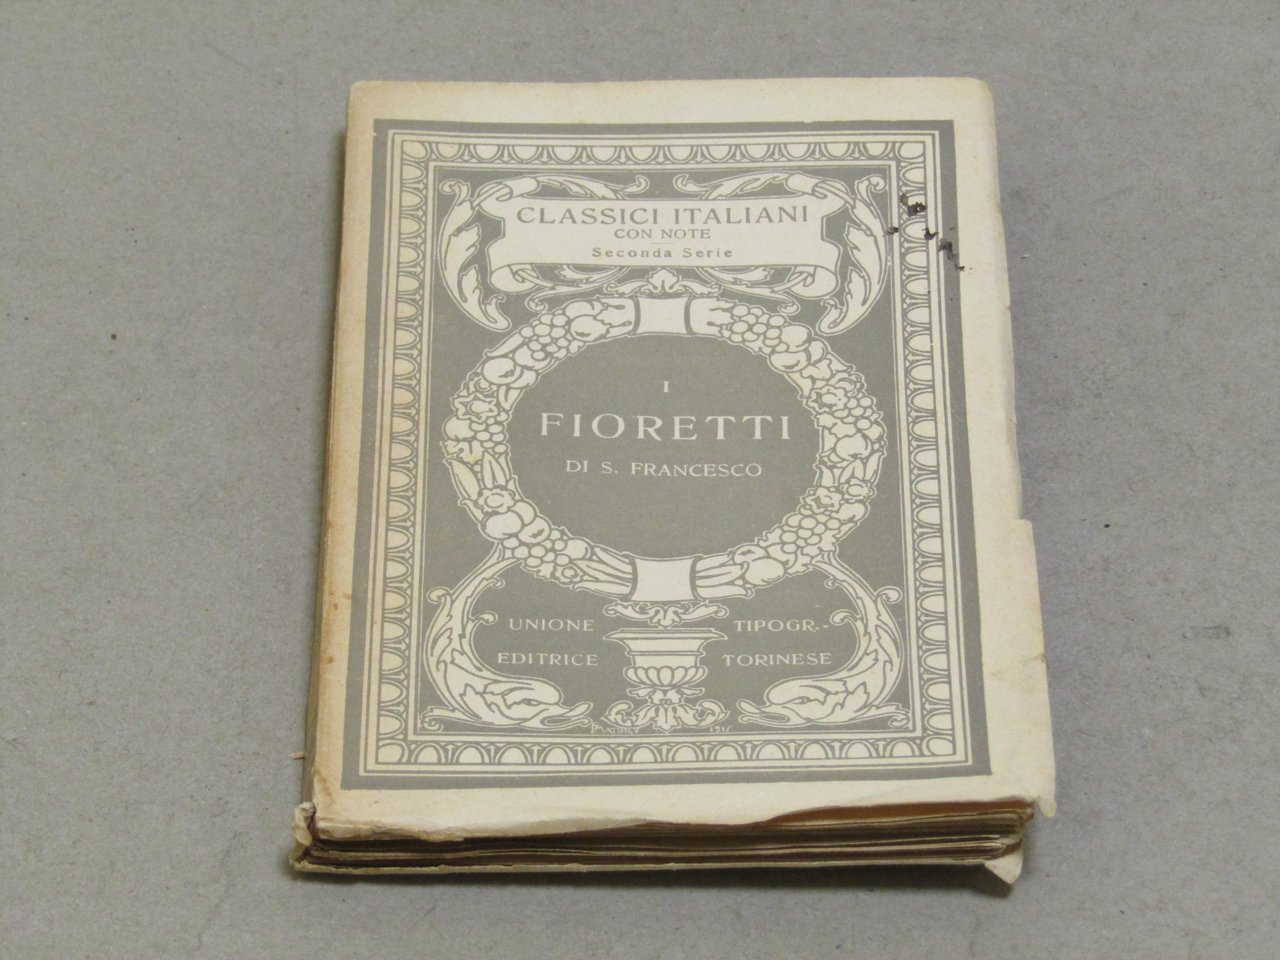 CLASSICI ITALIANI
CON NOTE
Seconda Serie
I
FIORETTI
DI S. FRANCESCO
UNIONE TIPOGR.-
EDITRICE TORINESE